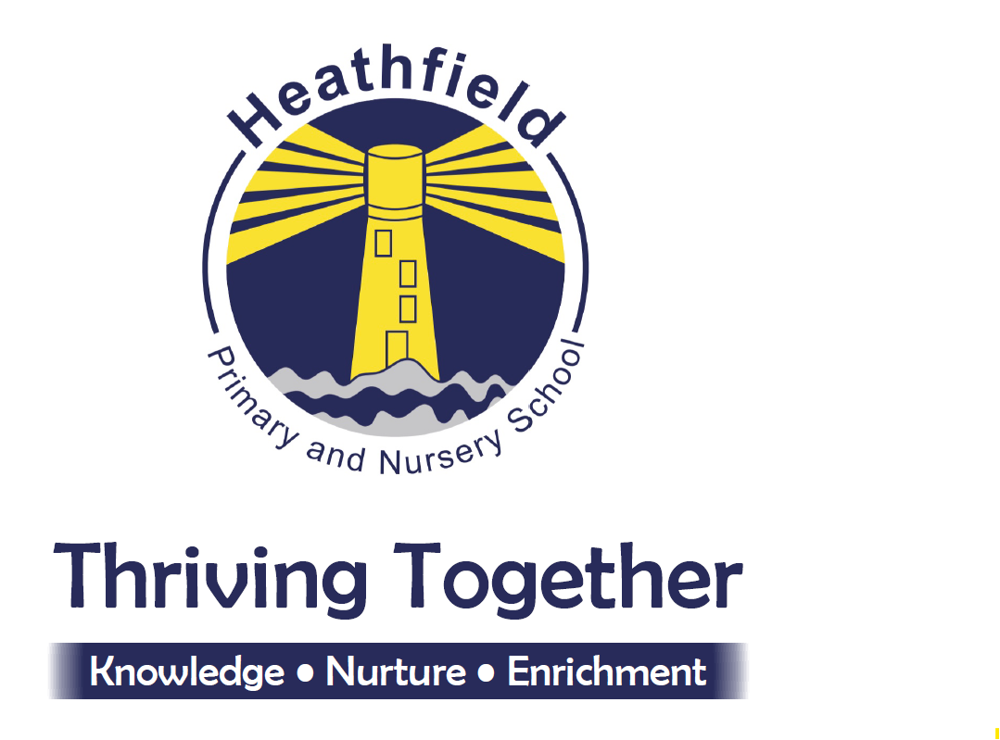 Heathfield
Primary and Nursery School
Thriving Together
Knowledge ● Nurture ● Enrichment